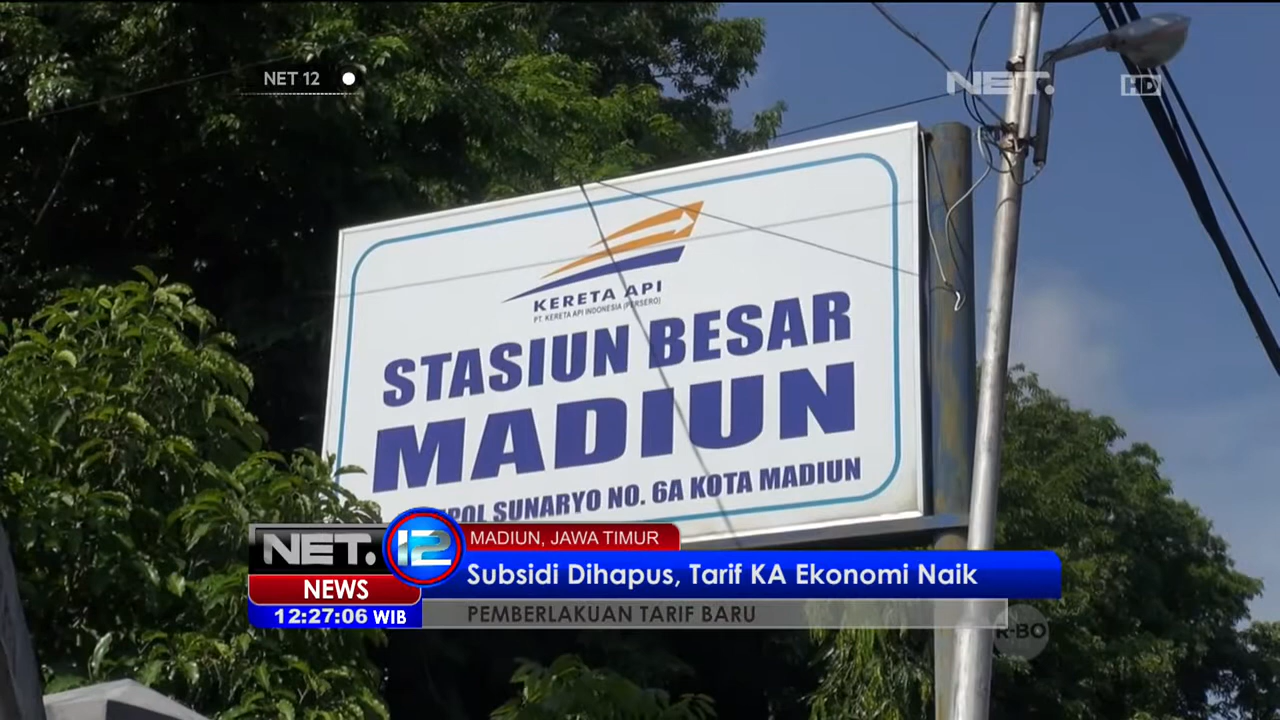 NET 12
NET.
HD
KERETA API
PT. KERETA API INDONESIA (PERSERO)
STASIUN BESAR
MADIUN
SUNARYO NO. 6A KOTA MADIUN
NET. 12
NEWS
12:27:06 WIB
MADIUN, JAWA TIMUR
Subsidi Dihapus, Tarif KA Ekonomi Naik
PEMBERLAKUAN TARIF BARU
R-BO